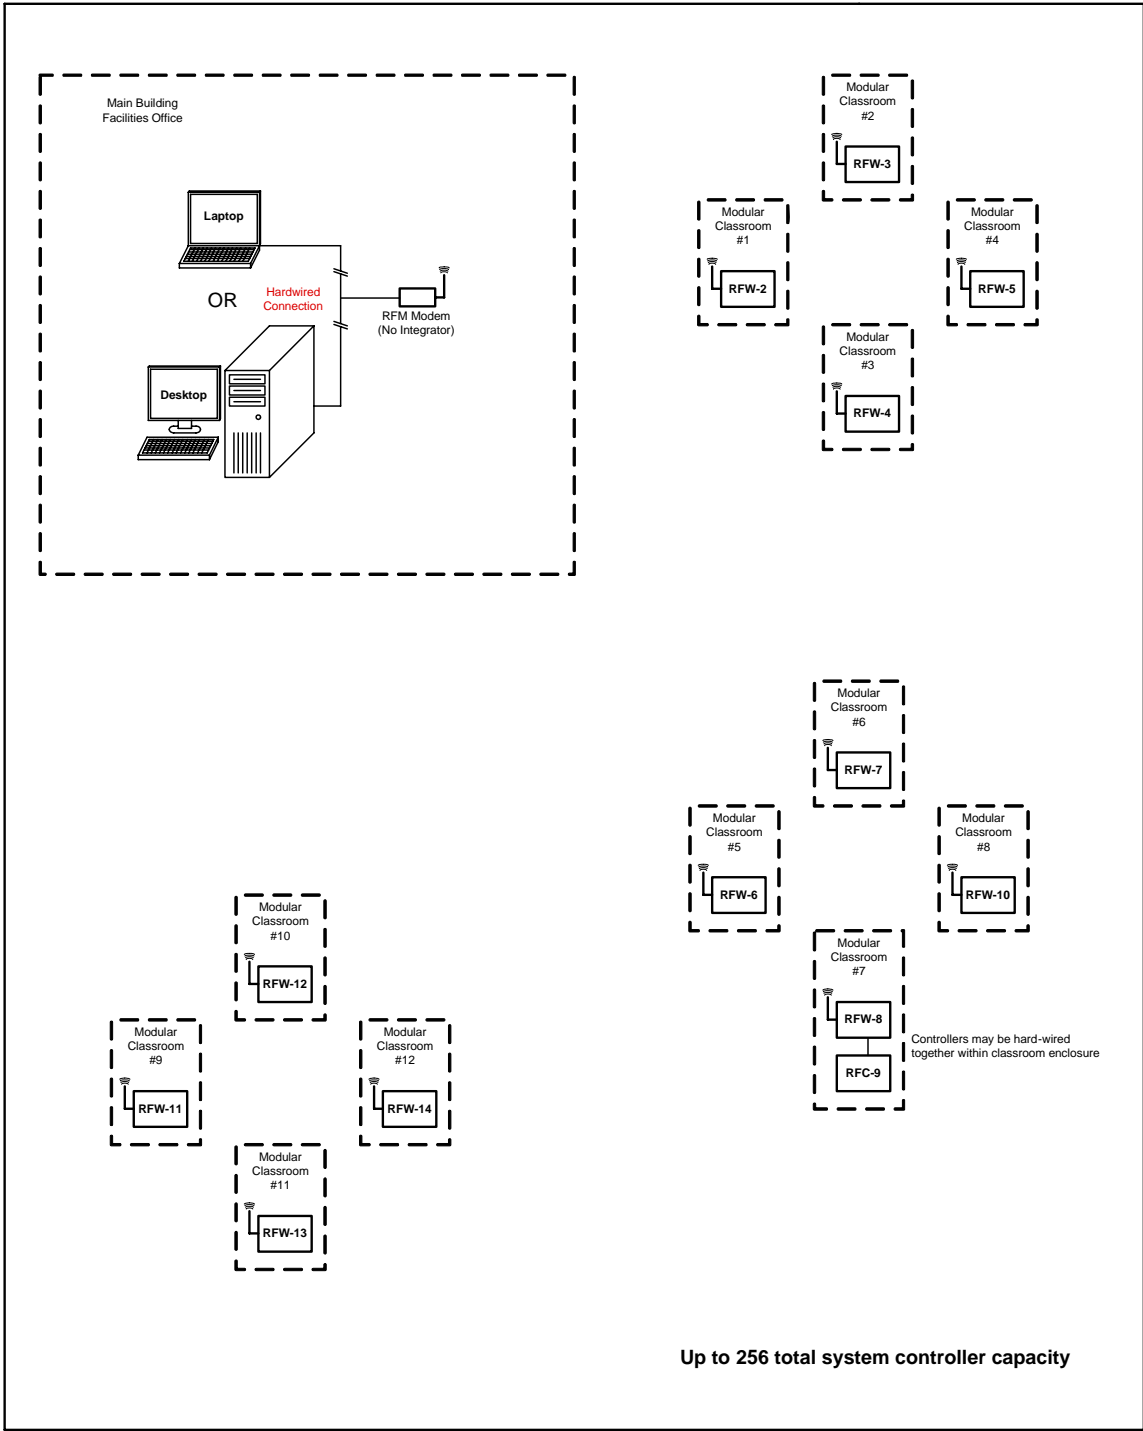 Main Building
Facilities Office
Laptop
OR
Hardwired
Connection
RFM Modem
(No Integrator)
Desktop
Modular
Classroom
#2
RFW-3
Modular
Classroom
#1
RFW-2
Modular
Classroom
#4
RFW-5
Modular
Classroom
#3
RFW-4
Modular
Classroom
#6
RFW-7
Modular
Classroom
#5
RFW-6
Modular
Classroom
#8
RFW-10
Modular
Classroom
#7
RFW-8
RFC-9
Controllers may be hard-wired
together within classroom enclosure
Modular
Classroom
#10
RFW-12
Modular
Classroom
#9
RFW-11
Modular
Classroom
#12
RFW-14
Modular
Classroom
#11
RFW-13
Up to 256 total system controller capacity